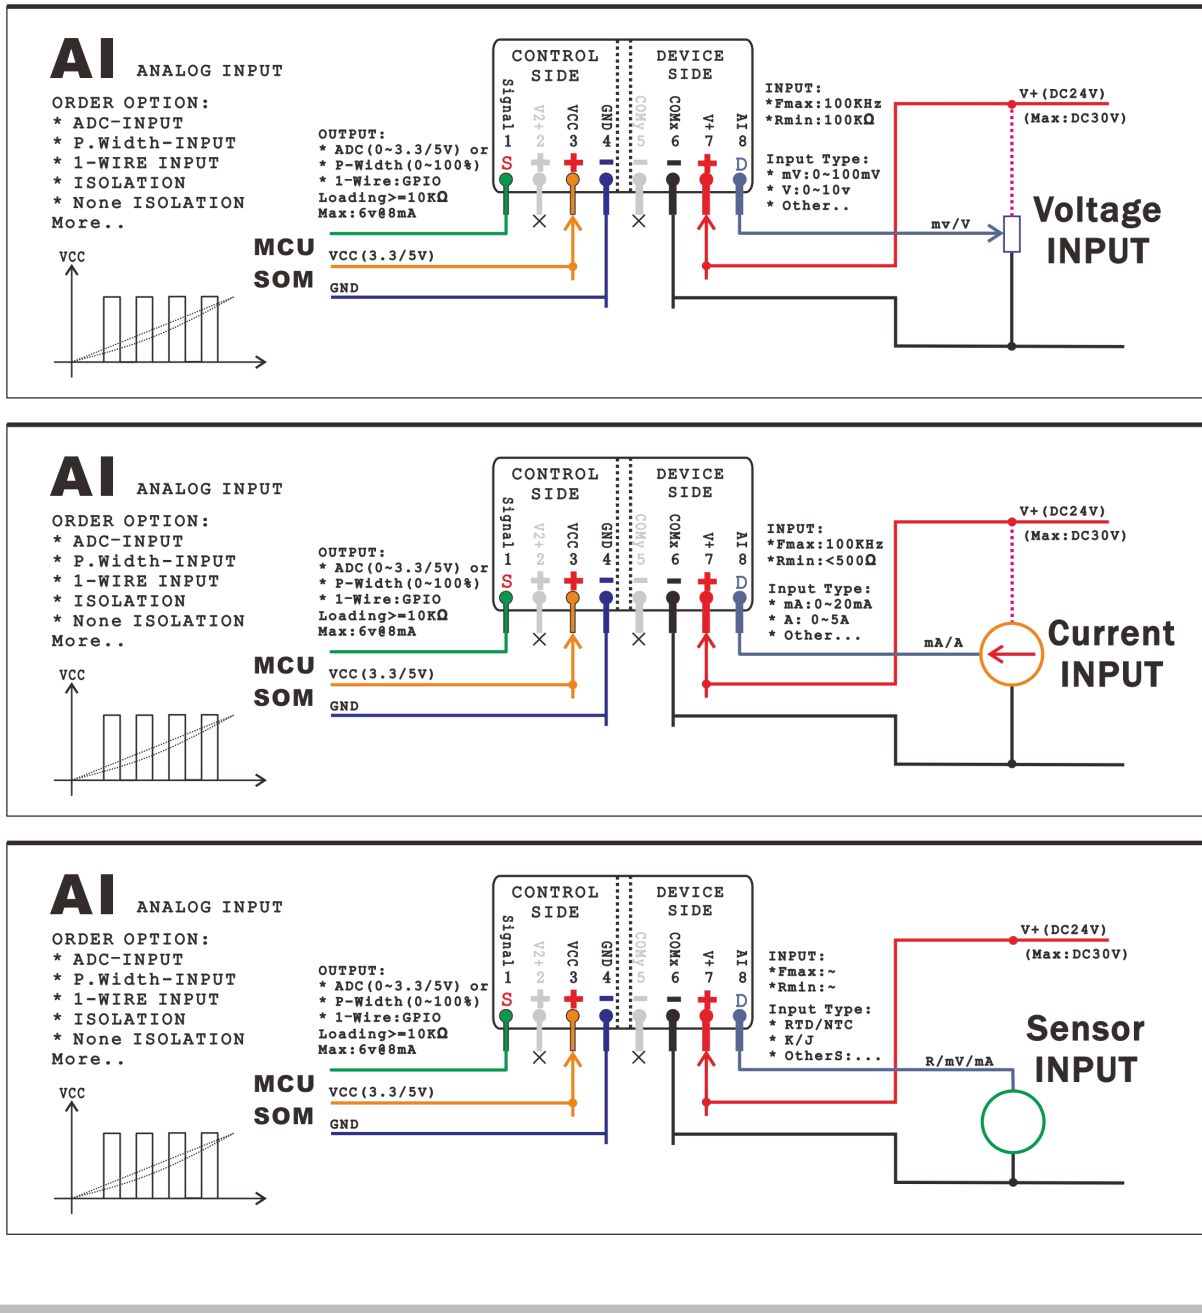 AI ANALOG INPUT
ORDER OPTION:
* ADC-INPUT
* P.Width-INPUT
* 1-WIRE INPUT
* ISOLATION
* None ISOLATION
More..
VCC
OUTPUT:
* ADC(0~3.3/5V) or
* P-Width(0~100%)
* 1-Wire:GPIO
Loading>=10KΩ
Max:6v@8mA
MCU
SOM
VCC(3.3/5V)
GND
CONTROL
SIDE
DEVICE
SIDE
Signal 1
V2+ 2
VCC 3
GND 4
COMy 5
COMx 6
V+ 7
AI 8
S
D
INPUT:
*Fmax:100KHz
*Rmin:100KΩ
Input Type:
* mV:0~100mV
* V:0~10v
* Other..
V+(DC24V)
(Max:DC30V)
mv/V
Voltage
INPUT
AI ANALOG INPUT
ORDER OPTION:
* ADC-INPUT
* P.Width-INPUT
* 1-WIRE INPUT
* ISOLATION
* None ISOLATION
More..
VCC
OUTPUT:
* ADC(0~3.3/5V) or
* P-Width(0~100%)
* 1-Wire:GPIO
Loading>=10KΩ
Max:6v@8mA
MCU
SOM
VCC(3.3/5V)
GND
CONTROL
SIDE
DEVICE
SIDE
Signal 1
V2+ 2
VCC 3
GND 4
COMy 5
COMx 6
V+ 7
AI 8
S
D
INPUT:
*Fmax:100KHz
*Rmin:<500Ω
Input Type:
* mA:0~20mA
* A: 0~5A
* Other...
V+(DC24V)
(Max:DC30V)
mA/A
Current
INPUT
AI ANALOG INPUT
ORDER OPTION:
* ADC-INPUT
* P.Width-INPUT
* 1-WIRE INPUT
* ISOLATION
* None ISOLATION
More..
VCC
OUTPUT:
* ADC(0~3.3/5V) or
* P-Width(0~100%)
* 1-Wire:GPIO
Loading>=10KΩ
Max:6v@8mA
MCU
SOM
VCC(3.3/5V)
GND
CONTROL
SIDE
DEVICE
SIDE
Signal 1
V2+ 2
VCC 3
GND 4
COMy 5
COMx 6
V+ 7
AI 8
S
D
INPUT:
*Fmax:~
*Rmin:~
Input Type:
* RTD/NTC
* K/J
* OtherS:...
V+(DC24V)
(Max:DC30V)
R/mV/mA
Sensor
INPUT